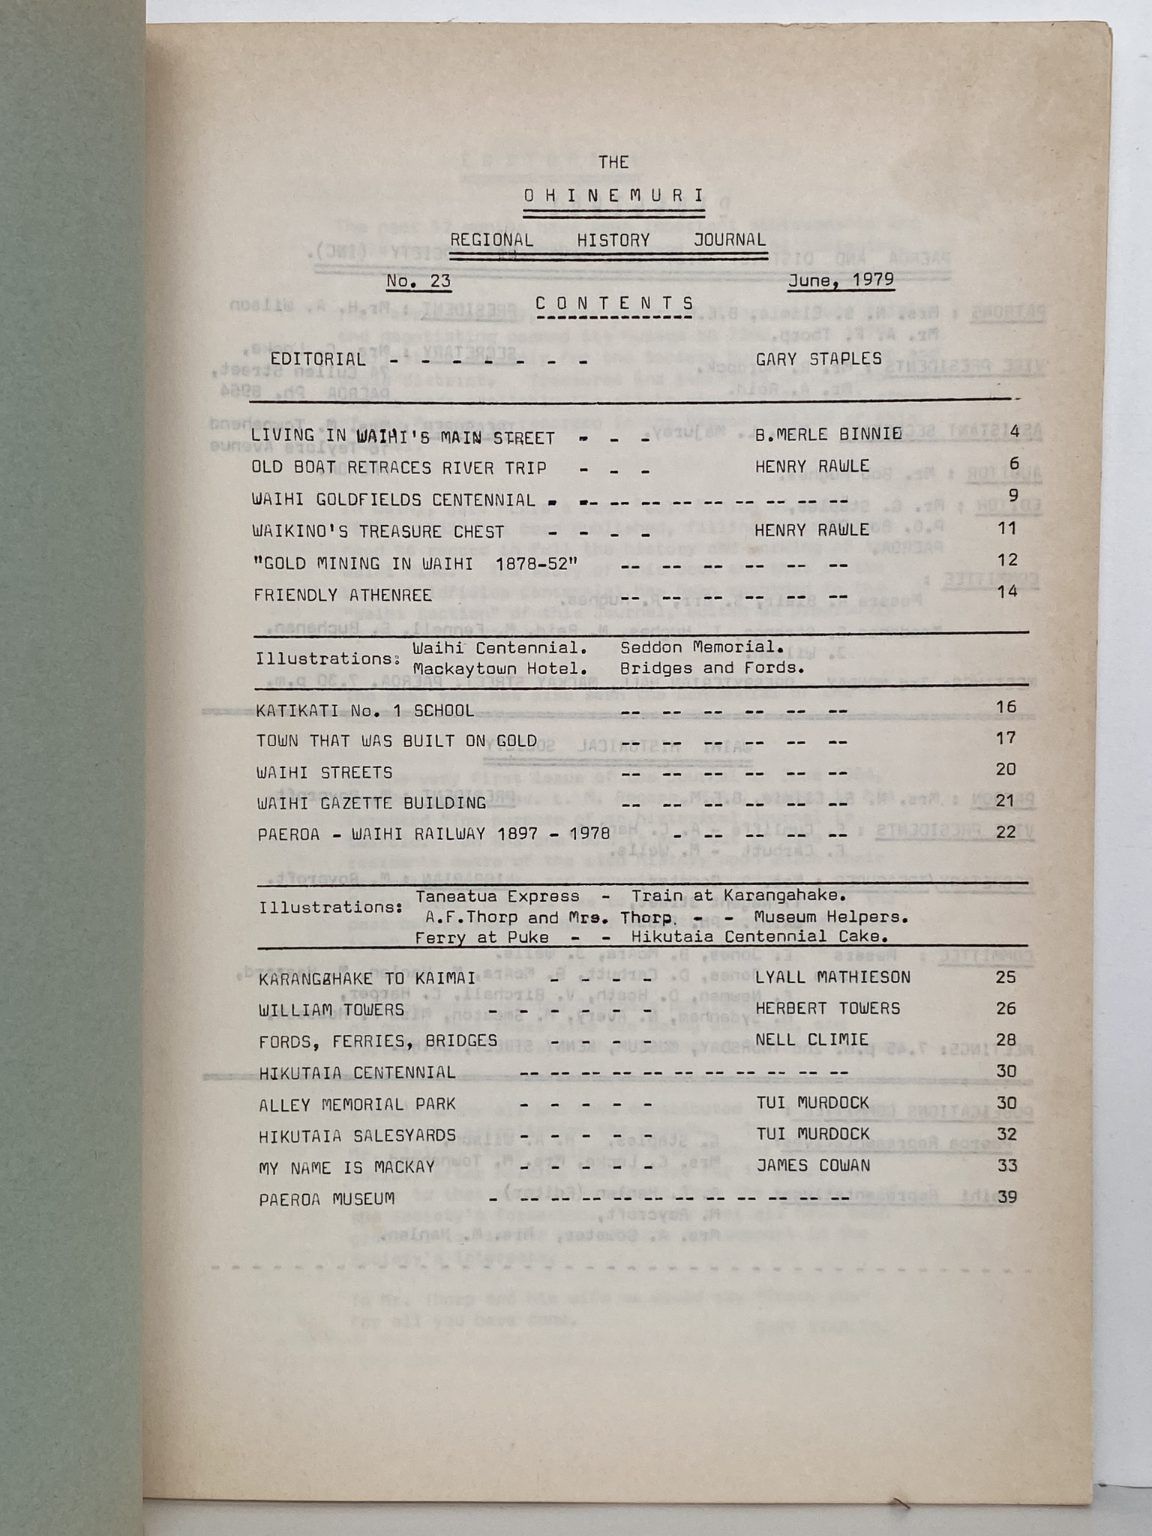 THE
OHINEMURI
REGIONAL HISTORY JOURNAL
No. 23 June, 1979
CONTENTS
EDITORIAL - - - - - - - GARY STAPLES
LIVING IN WAIHI'S MAIN STREET - - - B.MERLE BINNIE 4
OLD BOAT RETRACES RIVER TRIP - - - HENRY RAWLE 6
WAIHI GOLDFIELDS CENTENNIAL - -- -- -- -- -- -- -- -- 9
WAIKINO'S TREASURE CHEST - - - - HENRY RAWLE 11
"GOLD MINING IN WAIHI 1878-52" -- -- -- -- -- -- 12
FRIENDLY ATHENREE -- -- -- -- -- -- 14
Illustrations: Waihi Centennial. Seddon Memorial.
Mackaytown Hotel. Bridges and Fords.
KATIKATI No. 1 SCHOOL -- -- -- -- -- -- 16
TOWN THAT WAS BUILT ON GOLD -- -- -- -- -- -- 17
WAIHI STREETS -- -- -- -- -- -- 20
WAIHI GAZETTE BUILDING -- -- -- -- -- -- 21
PAEROA - WAIHI RAILWAY 1897 - 1978 - -- -- -- -- 22
Illustrations: Taneatua Express - Train at Karangahake.
A.F.Thorp and Mrs. Thorp. - - Museum Helpers.
Ferry at Puke - - Hikutaia Centennial Cake.
KARANGAHAKE TO KAIMAI - - - - LYALL MATHIESON 25
WILLIAM TOWERS - - - - - - HERBERT TOWERS 26
FORDS, FERRIES, BRIDGES - - - - NELL CLIMIE 28
HIKUTAIA CENTENNIAL -- -- -- -- -- -- -- -- -- -- -- 30
ALLEY MEMORIAL PARK - - - - - TUI MURDOCK 30
HIKUTAIA SALESYARDS - - - - - TUI MURDOCK 32
MY NAME IS MACKAY - - - - - JAMES COWAN 33
PAEROA MUSEUM - -- -- -- -- -- -- -- -- -- -- -- 39